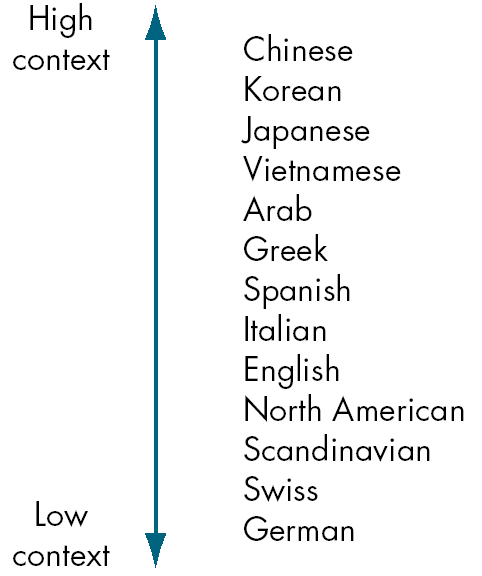 High
context
Chinese
Korean
Japanese
Vietnamese
Arab
Greek
Spanish
Italian
English
North American
Scandinavian
Swiss
German
Low
context